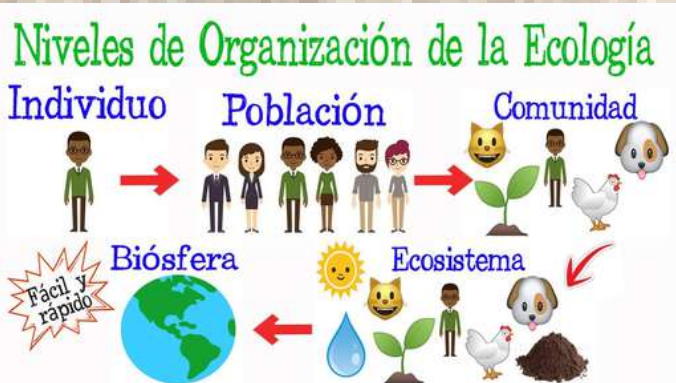 Niveles de Organización de la Ecología
Individuo
Población
Comunidad
Biósfera
Ecosistema
Fácil y
rápido